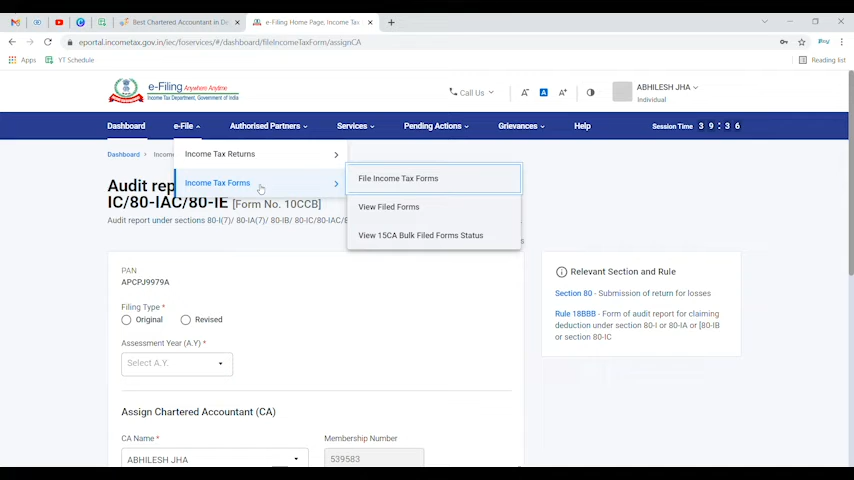 Best Chartered Accountant in De
e-Filing Home Page, Income Tax
eportal.incometax.gov.in/iec/foservices/#/dashboard/fileIncomeTaxForm/assignCA
Apps
YT Schedule
Reading list
e-Filing Anywhere Anytime
Income Tax Department, Government of India
Call Us
A
A
A
ABHILESH JHA
Individual
Dashboard
e-File
Authorised Partners
Services
Pending Actions
Grievances
Help
Session Time 3 9 : 3 6
Dashboard
Income
Income Tax Returns
Income Tax Forms
File Income Tax Forms
View Filed Forms
View 15CA Bulk Filed Forms Status
Audit rep
IC/80-IAC/80-IE [Form No. 10CCB]
Audit report under sections 80-I(7)/ 80-IA(7)/ 80-IB/ 80-IC/80-IAC/8
PAN
APCPJ9979A
Filing Type *
Original
Revised
Assessment Year (A.Y) *
Select A.Y.
Assign Chartered Accountant (CA)
CA Name *
Membership Number
ABHILESH JHA
539583
Relevant Section and Rule
Section 80 - Submission of return for losses
Rule 18BBB - Form of audit report for claiming
deduction under section 80-I or 80-IA or [80-IB
or section 80-IC